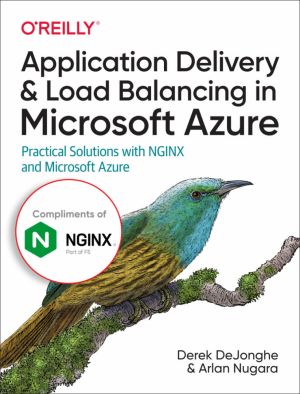 O'REILLY®
Application Delivery
& Load Balancing in
Microsoft Azure
Practical Solutions with NGINX
and Microsoft Azure
Compliments of
NGINX
Part of F5
Derek DeJonghe
& Arlan Nugara